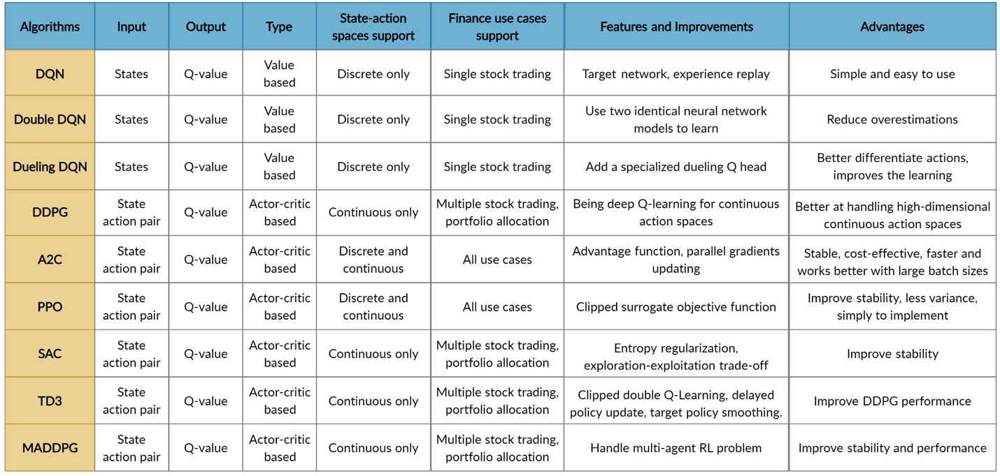 Algorithms
Input
Output
Type
State-action
spaces support
Finance use cases
support
Features and Improvements
Advantages
DQN
States
Q-value
Value
based
Discrete only
Single stock trading
Target network, experience replay
Simple and easy to use
Double DQN
States
Q-value
Value
based
Discrete only
Single stock trading
Use two identical neural network
models to learn
Reduce overestimations
Dueling DQN
States
Q-value
Value
based
Discrete only
Single stock trading
Add a specialized dueling Q head
Better differentiate actions,
improves the learning
DDPG
State
action pair
Q-value
Actor-critic
based
Continuous only
Multiple stock trading,
portfolio allocation
Being deep Q-learning for continuous
action spaces
Better at handling high-dimensional
continuous action spaces
A2C
State
action pair
Q-value
Actor-critic
based
Discrete and
continuous
All use cases
Advantage function, parallel gradients
updating
Stable, cost-effective, faster and
works better with large batch sizes
PPO
State
action pair
Q-value
Actor-critic
based
Discrete and
continuous
All use cases
Clipped surrogate objective function
Improve stability, less variance,
simply to implement
SAC
State
action pair
Q-value
Actor-critic
based
Continuous only
Multiple stock trading,
portfolio allocation
Entropy regularization,
exploration-exploitation trade-off
Improve stability
TD3
State
action pair
Q-value
Actor-critic
based
Continuous only
Multiple stock trading,
portfolio allocation
Clipped double Q-Learning, delayed
policy update, target policy smoothing.
Improve DDPG performance
MADDPG
State
action pair
Q-value
Actor-critic
based
Continuous only
Multiple stock trading,
portfolio allocation
Handle multi-agent RL problem
Improve stability and performance